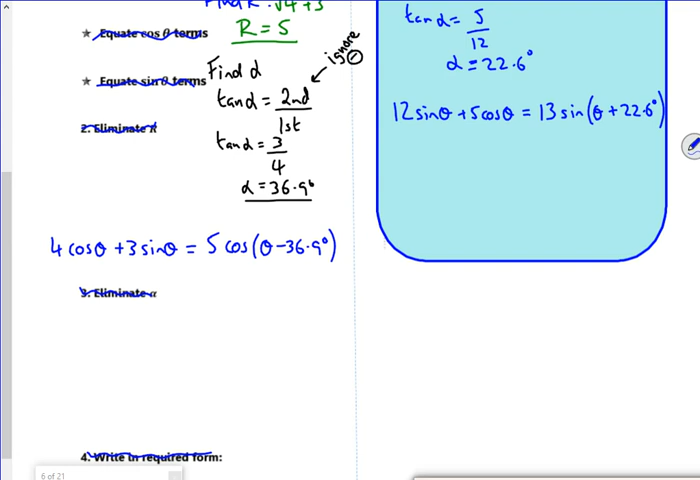 ★ Equate cos θ terms
R = 5
★ Equate sin θ terms
Find α
ignore
⊖
tan α = 2nd
1st
2. Eliminate R
tan α = 3
4
α = 36.9°
4 cos θ + 3 sin θ = 5 cos(θ − 36.9°)
3. Eliminate α
4. Write in required form:
6 of 21
tan α = 5
12
α = 22.6°
12 sin θ + 5 cos θ = 13 sin(θ + 22.6°)